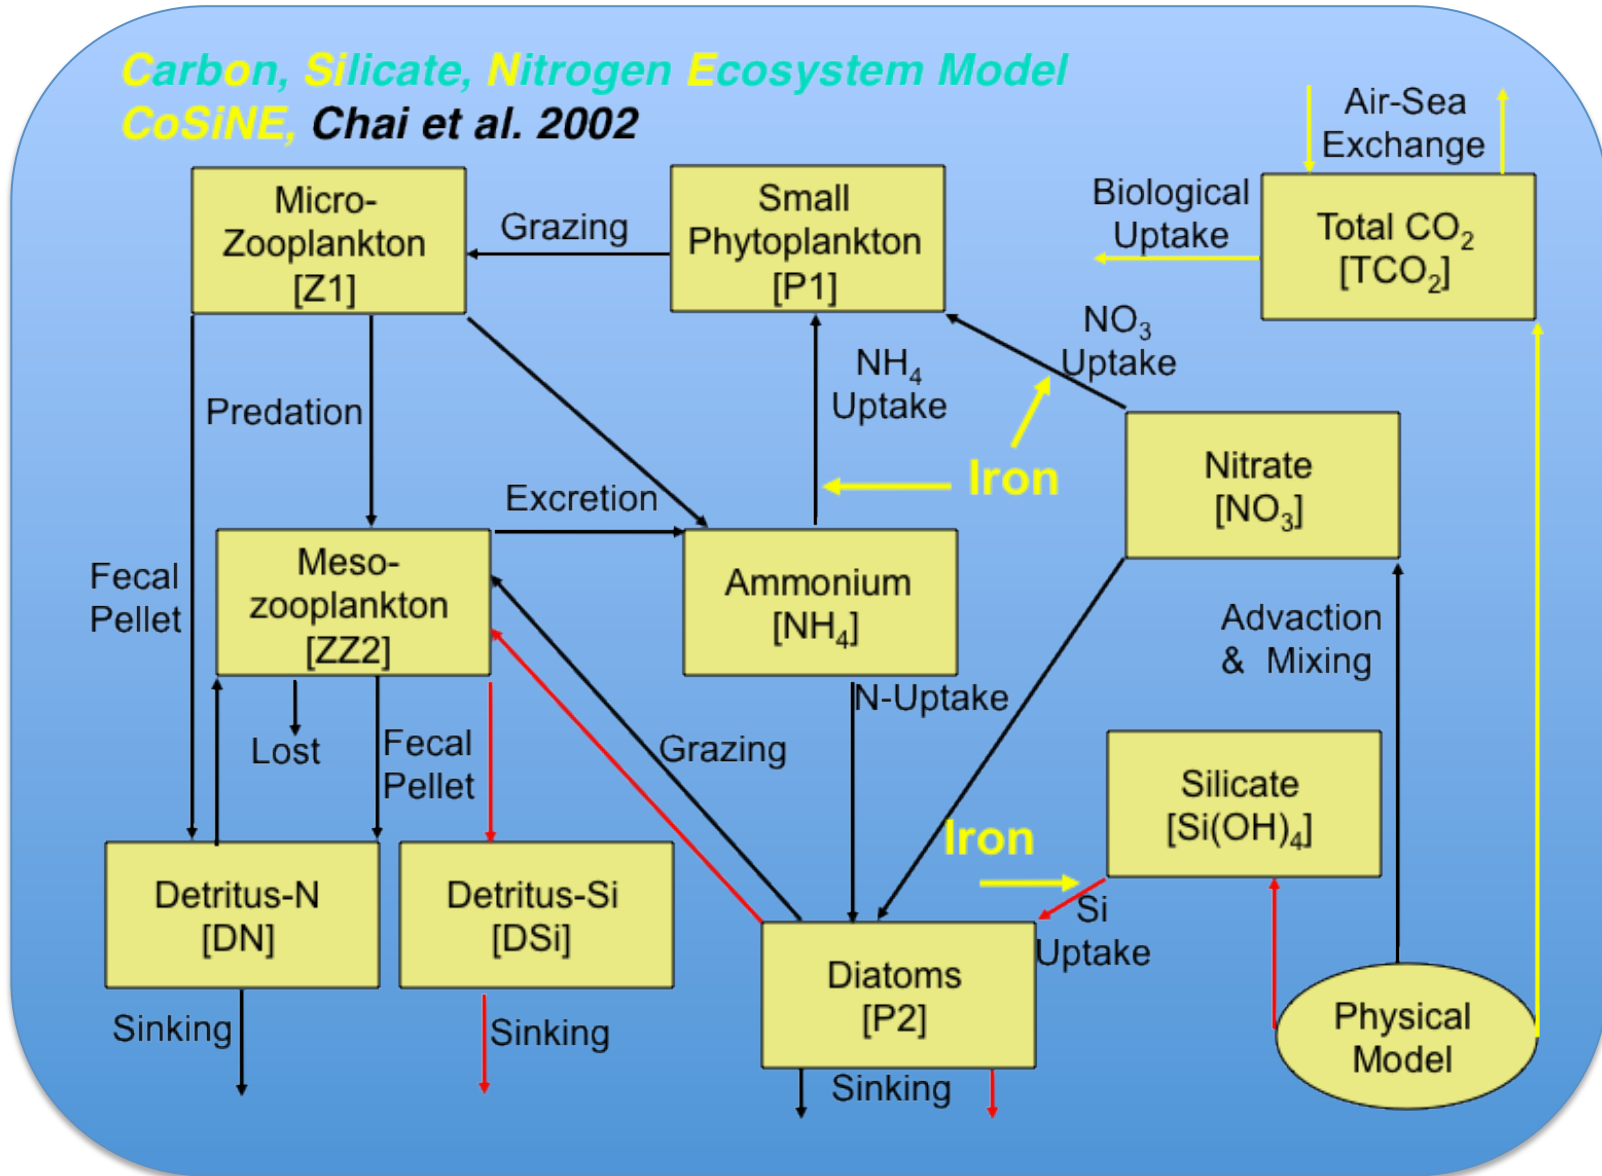 Carbon, Silicate, Nitrogen Ecosystem Model
CoSiNE, Chai et al. 2002
Air-Sea
Exchange
Micro-
Zooplankton
[Z1]
Grazing
Small
Phytoplankton
[P1]
Biological
Uptake
Total CO₂
[TCO₂]
NO₃
Uptake
NH₄
Uptake
Predation
Iron
Nitrate
[NO₃]
Excretion
Fecal
Pellet
Meso-
zooplankton
[ZZ2]
Ammonium
[NH₄]
Advaction
& Mixing
N-Uptake
Lost
Fecal
Pellet
Grazing
Silicate
[Si(OH)₄]
Iron
Detritus-N
[DN]
Detritus-Si
[DSi]
Si
Uptake
Diatoms
[P2]
Physical
Model
Sinking
Sinking
Sinking